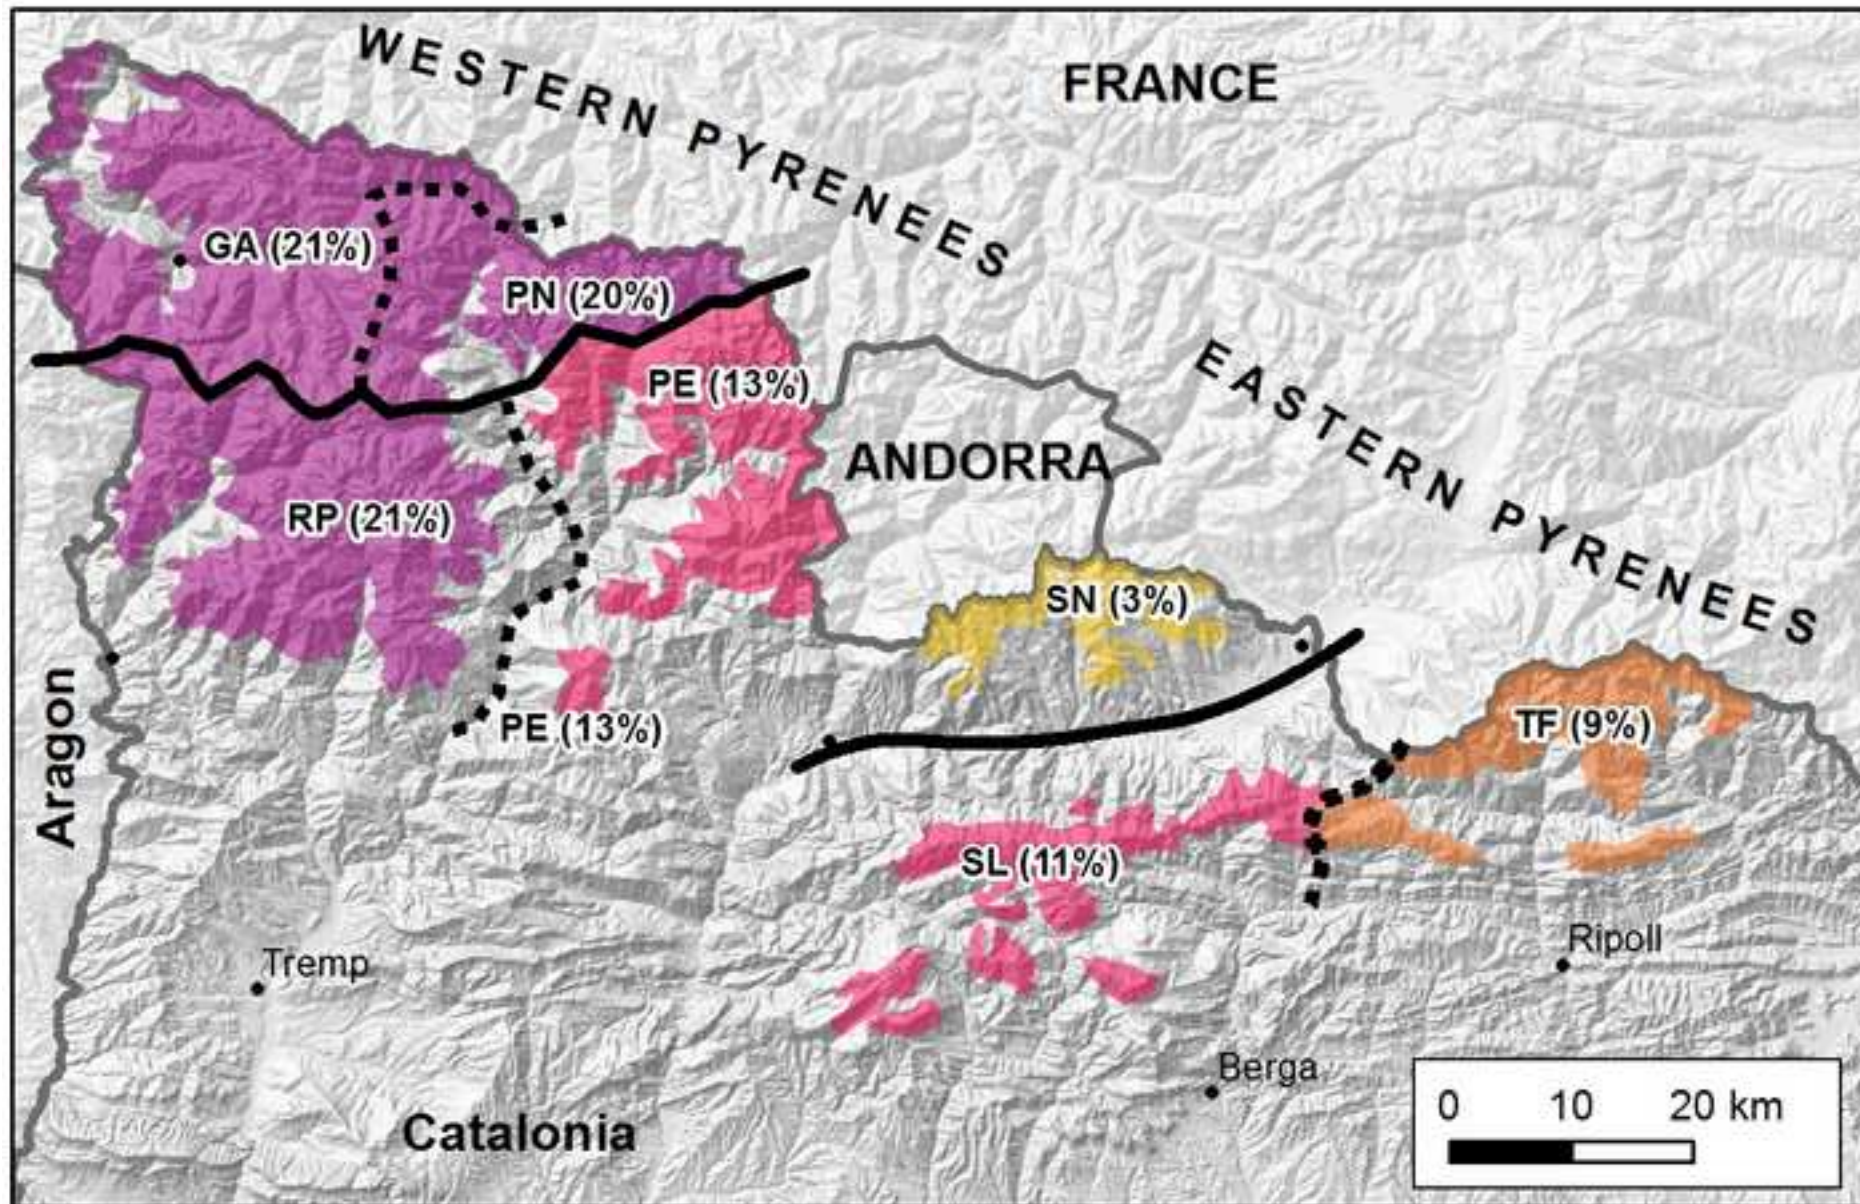 WESTERN PYRENEES
FRANCE
GA (21%)
PN (20%)
PE (13%)
EASTERN PYRENEES
ANDORRA
RP (21%)
SN (3%)
Aragon
PE (13%)
TF (9%)
SL (11%)
Tremp
Ripoll
Berga
Catalonia
0 10 20 km